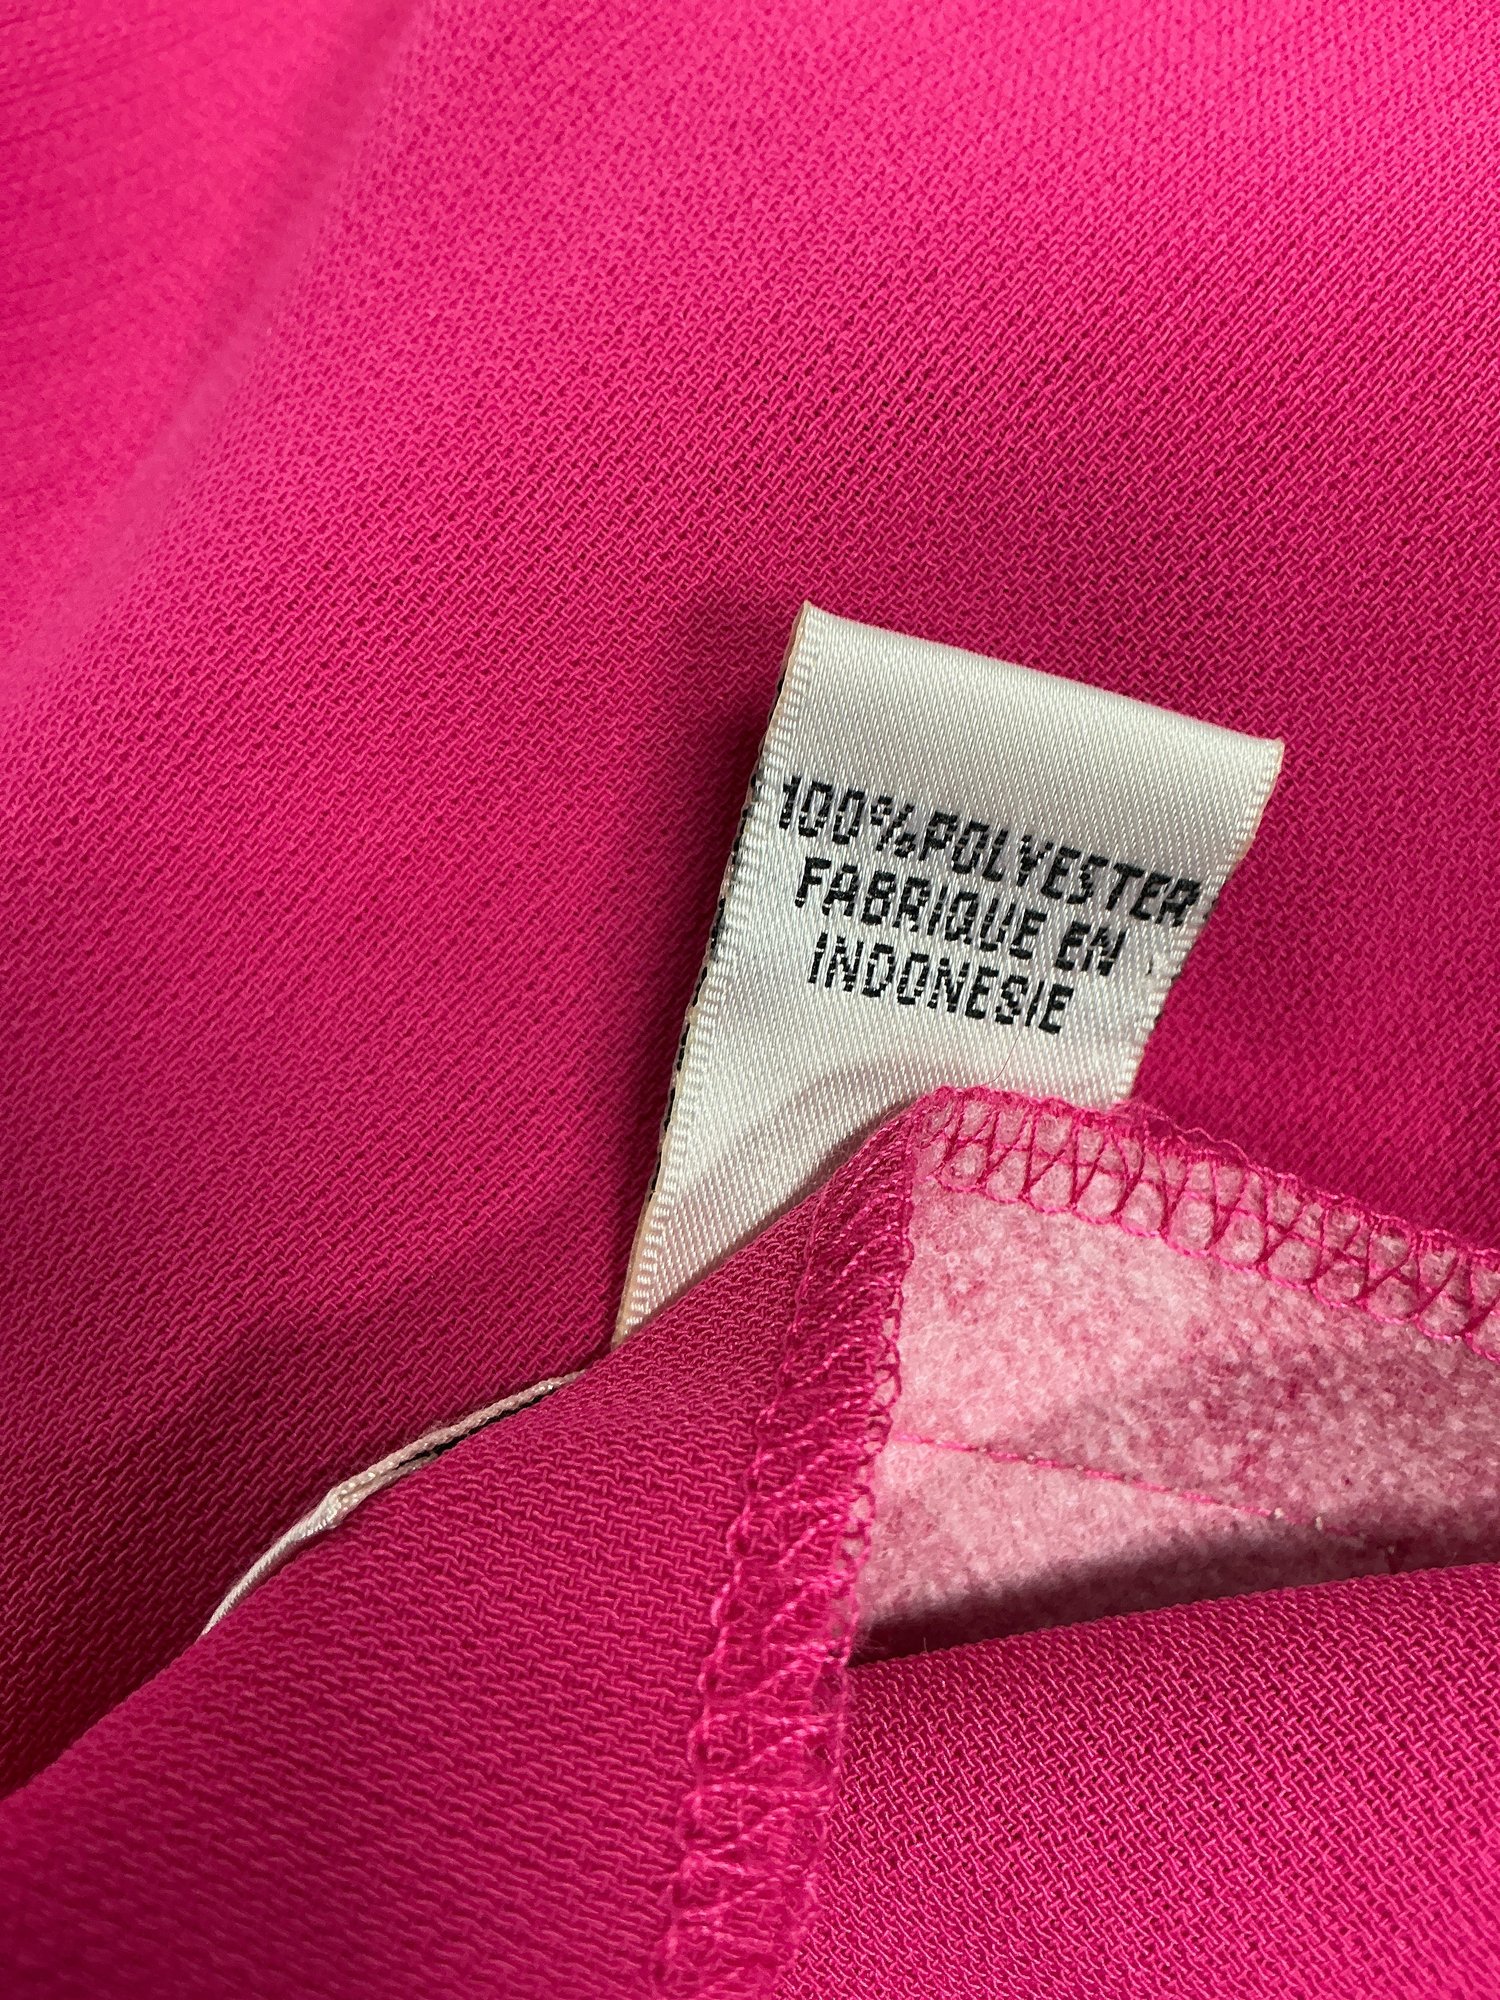 100%POLYESTER
FABRIQUE EN
INDONESIE